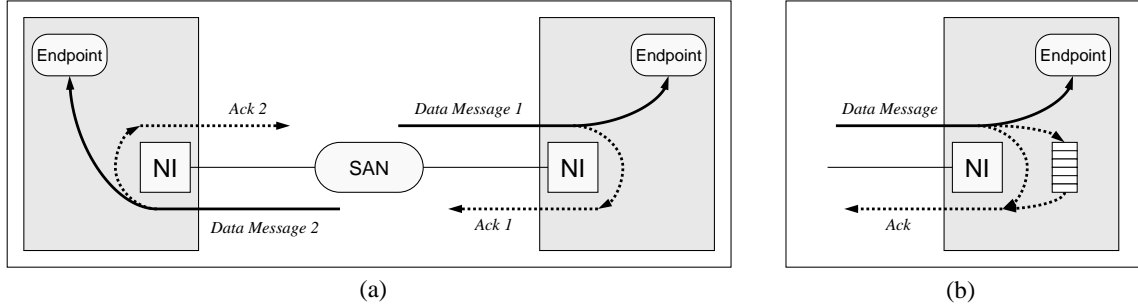 Endpoint
Ack 2
NI
Data Message 2
SAN
Data Message 1
Endpoint
NI
Ack 1
(a)
Data Message
Endpoint
NI
Ack
(b)